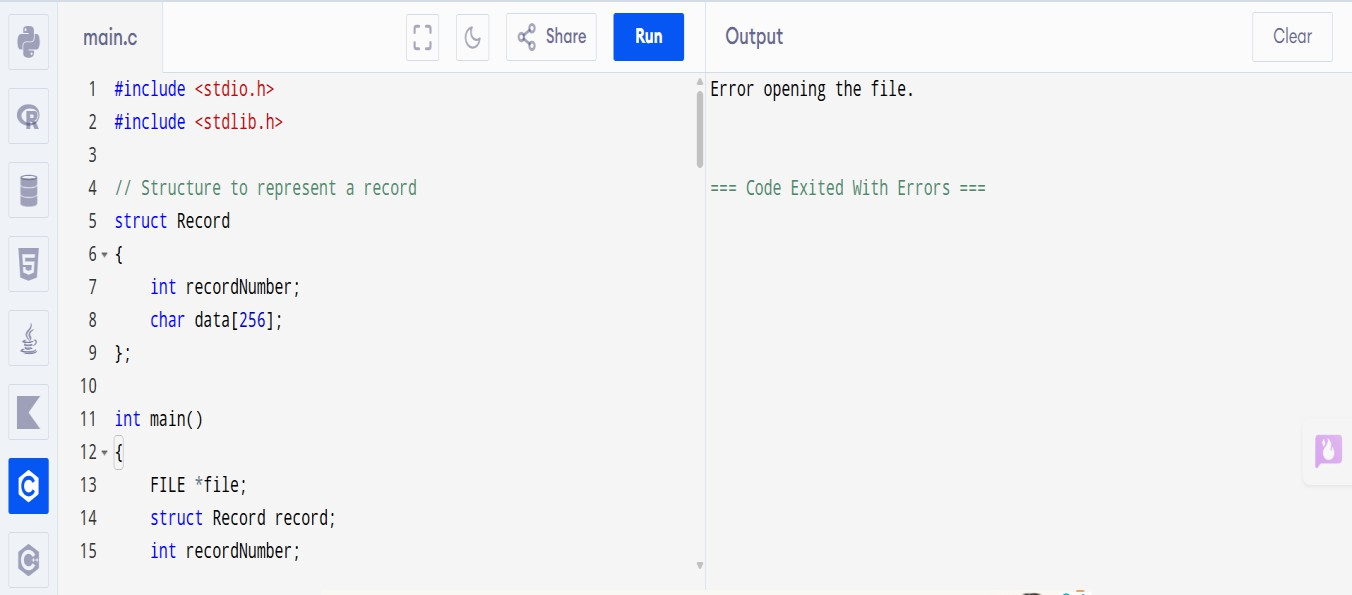 main.c
Share
Run
Output
Clear
1 #include <stdio.h>
2 #include <stdlib.h>
3
4 // Structure to represent a record
5 struct Record
6 {
7     int recordNumber;
8     char data[256];
9 };
10
11 int main()
12 {
13     FILE *file;
14     struct Record record;
15     int recordNumber;
Error opening the file.
=== Code Exited With Errors ===